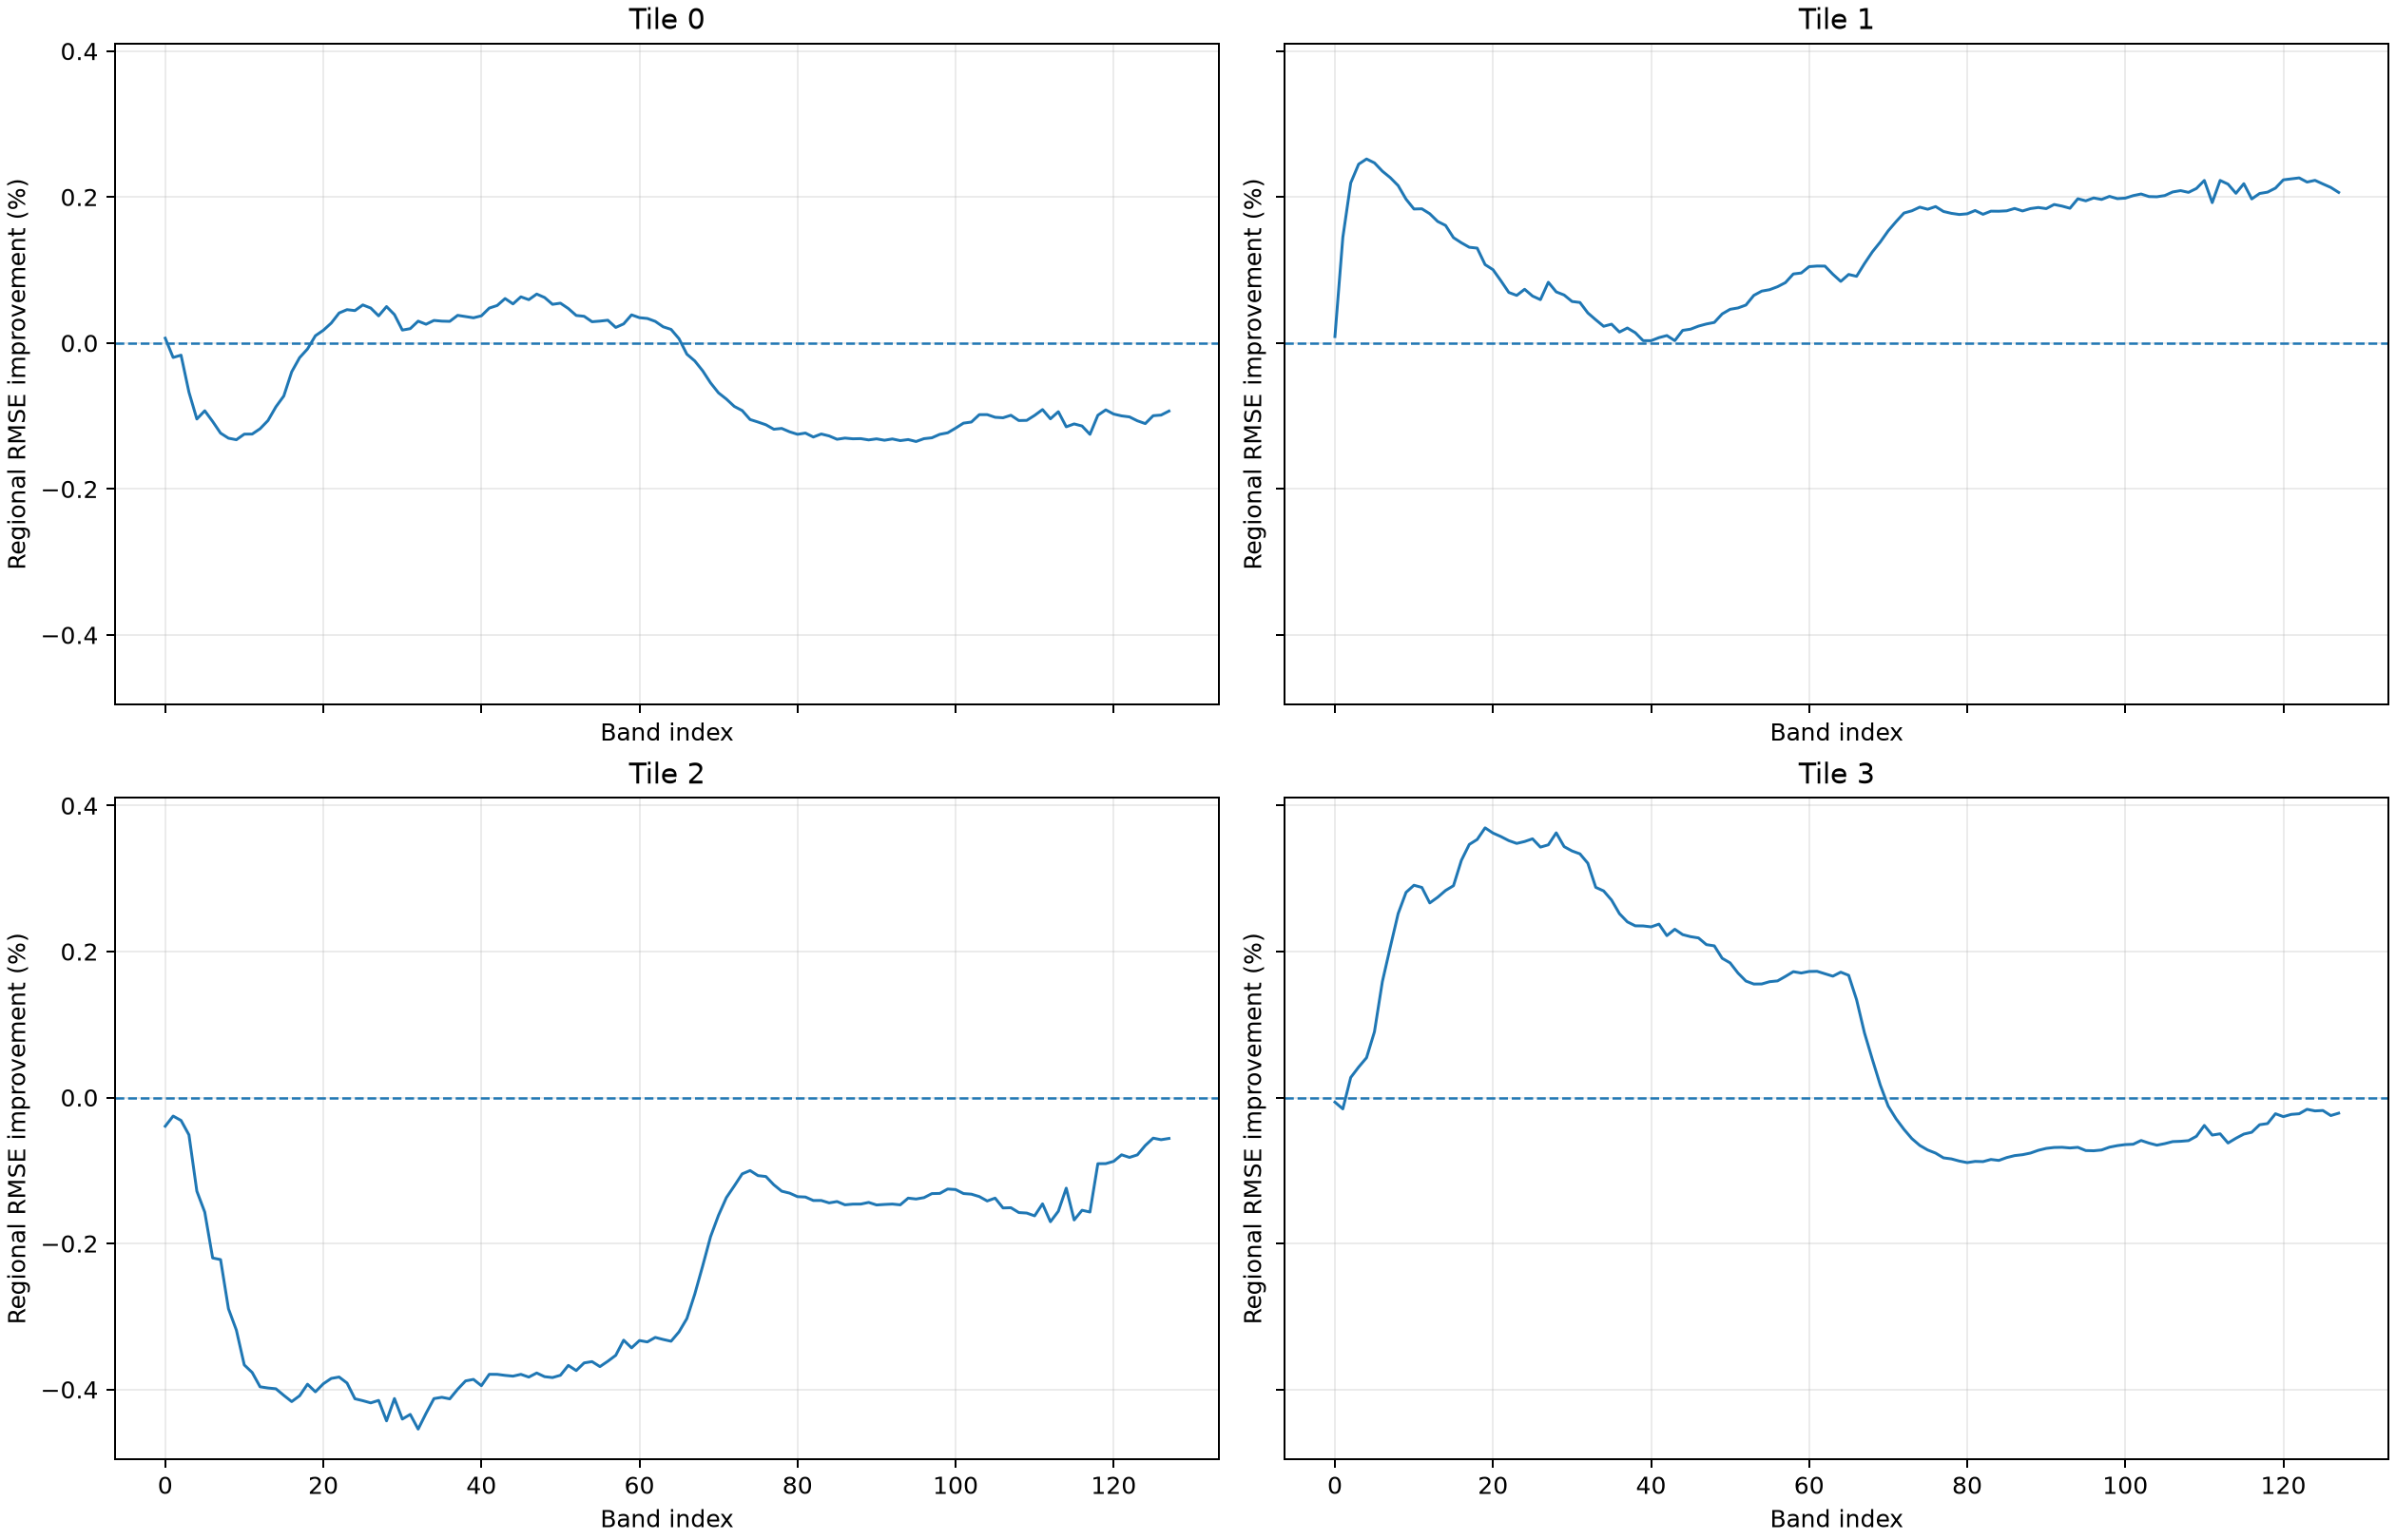 Tile 0
Tile 1
0.4
0.2
0.0
−0.2
−0.4
Regional RMSE improvement (%)
Regional RMSE improvement (%)
Band index
Band index
Tile 2
Tile 3
0.4
0.2
0.0
−0.2
−0.4
Regional RMSE improvement (%)
Regional RMSE improvement (%)
0 20 40 60 80 100 120
0 20 40 60 80 100 120
Band index
Band index